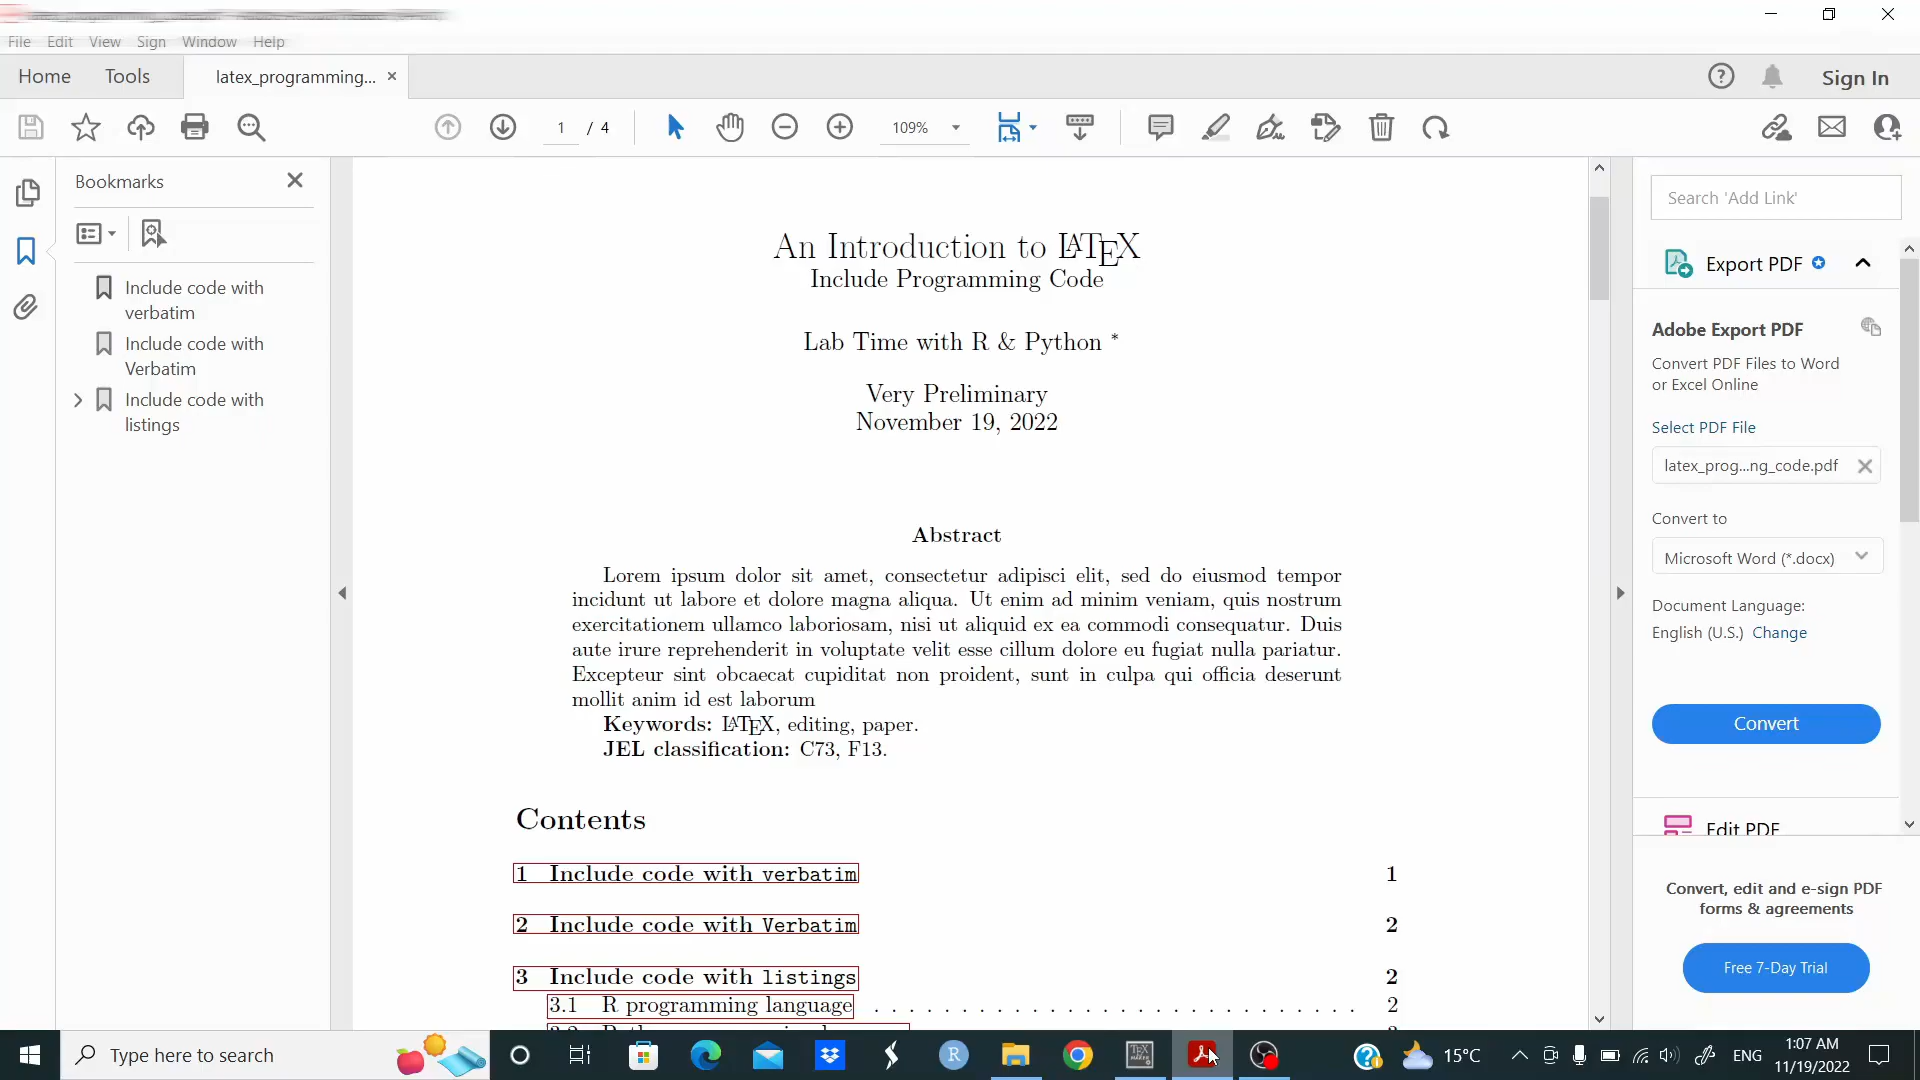 File Edit View Sign Window Help
Home Tools latex_programming... × Sign In
1 / 4 109%
Bookmarks
Include code with
verbatim
Include code with
Verbatim
Include code with
listings
An Introduction to LATEX
Include Programming Code
Lab Time with R & Python *
Very Preliminary
November 19, 2022
Abstract
Lorem ipsum dolor sit amet, consectetur adipisci elit, sed do eiusmod tempor
incidunt ut labore et dolore magna aliqua. Ut enim ad minim veniam, quis nostrum
exercitationem ullamco laboriosam, nisi ut aliquid ex ea commodi consequatur. Duis
aute irure reprehenderit in voluptate velit esse cillum dolore eu fugiat nulla pariatur.
Excepteur sint obcaecat cupiditat non proident, sunt in culpa qui officia deserunt
mollit anim id est laborum
Keywords: LATEX, editing, paper.
JEL classification: C73, F13.
Contents
1 Include code with verbatim 1
2 Include code with Verbatim 2
3 Include code with listings 2
3.1 R programming language . . . . . . . . . . . . . . . . . . . . . . . . . . . . 2
Search 'Add Link'
Export PDF
Adobe Export PDF
Convert PDF Files to Word
or Excel Online
Select PDF File
latex_prog...ng_code.pdf
Convert to
Microsoft Word (*.docx)
Document Language:
English (U.S.) Change
Convert
Edit PDF
Convert, edit and e-sign PDF
forms & agreements
Free 7-Day Trial
Type here to search
15°C
ENG
1:07 AM
11/19/2022